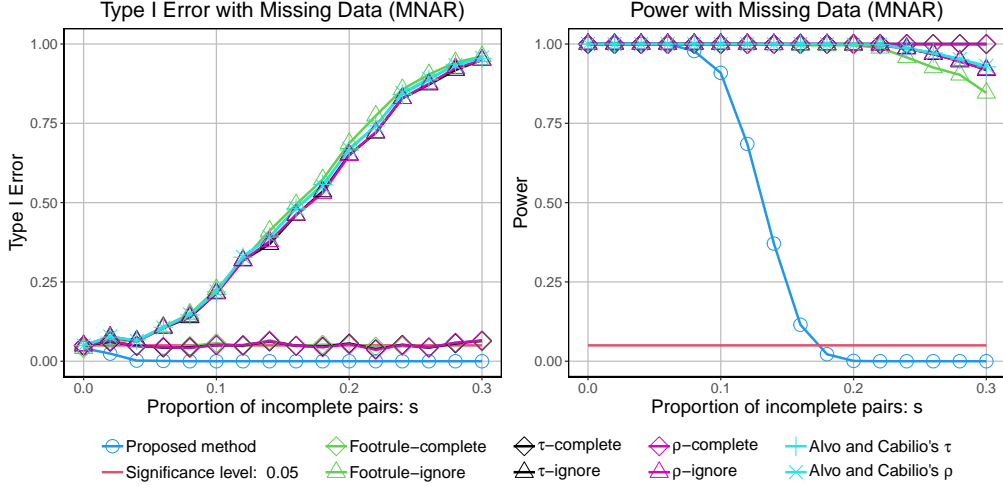 Type I Error with Missing Data (MNAR)
Power with Missing Data (MNAR)
Type I Error
1.00
0.75
0.50
0.25
0.00
0.0
0.1
0.2
0.3
Proportion of incomplete pairs: s
Power
1.00
0.75
0.50
0.25
0.00
0.0
0.1
0.2
0.3
Proportion of incomplete pairs: s
Proposed method
Footrule−complete
τ−complete
ρ−complete
Alvo and Cabilio's τ
Significance level: 0.05
Footrule−ignore
τ−ignore
ρ−ignore
Alvo and Cabilio's ρ